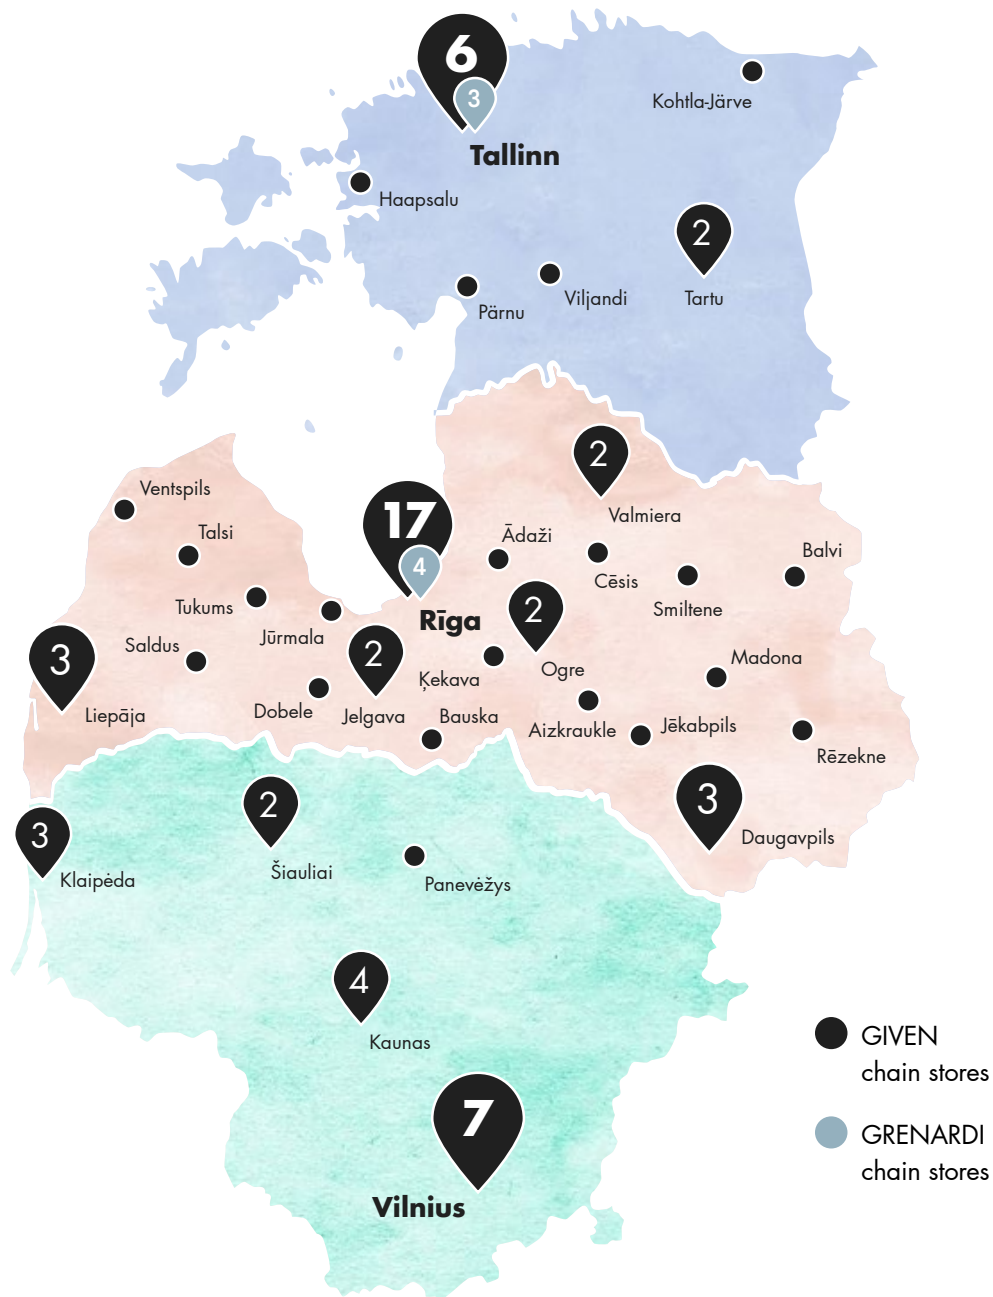 6
3
Tallinn
Kohtla-Järve
Haapsalu
2
Tartu
Viljandi
Pärnu
2
Valmiera
Ventspils
Talsi
17
4
Rīga
Ādaži
Cēsis
Balvi
Smiltene
Tukums
Jūrmala
2
Ogre
Saldus
3
Liepāja
2
Jelgava
Ķekava
Madona
Dobele
Bauska
Aizkraukle
Jēkabpils
Rēzekne
3
Daugavpils
2
Šiauliai
3
Klaipėda
Panevėžys
4
Kaunas
7
Vilnius
GIVEN
chain stores
GRENARDI
chain stores